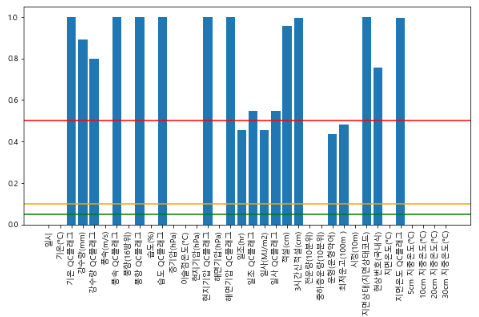 1.0
0.8
0.6
0.4
0.2
0.0
일시
기온(°C)
기온 QC플래그
강수량(mm)
강수량 QC플래그
풍속(m/s)
풍속 QC플래그
풍향(16방위)
풍향 QC플래그
습도(%)
습도 QC플래그
증기압(hPa)
이슬점온도(°C)
현지기압(hPa)
현지기압 QC플래그
해면기압(hPa)
해면기압 QC플래그
일조(hr)
일조 QC플래그
일사(MJ/m2)
일사 QC플래그
적설(cm)
3시간신적설(cm)
전운량(10분위)
중하층운량(10분위)
운형(운형약어)
최저운고(100m )
시정(10m)
지면상태(지면상태코드)
현상번호(국내식)
지면온도(°C)
지면온도 QC플래그
5cm 지중온도(°C)
10cm 지중온도(°C)
20cm 지중온도(°C)
30cm 지중온도(°C)